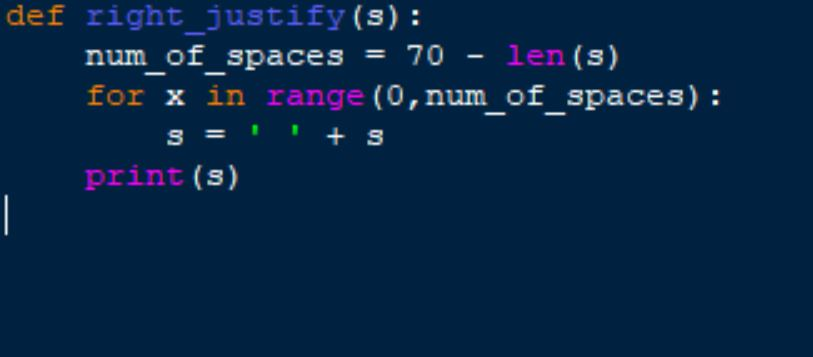 def right_justify(s):
    num_of_spaces = 70 - len(s)
    for x in range(0,num_of_spaces):
        s = ' ' + s
    print(s)